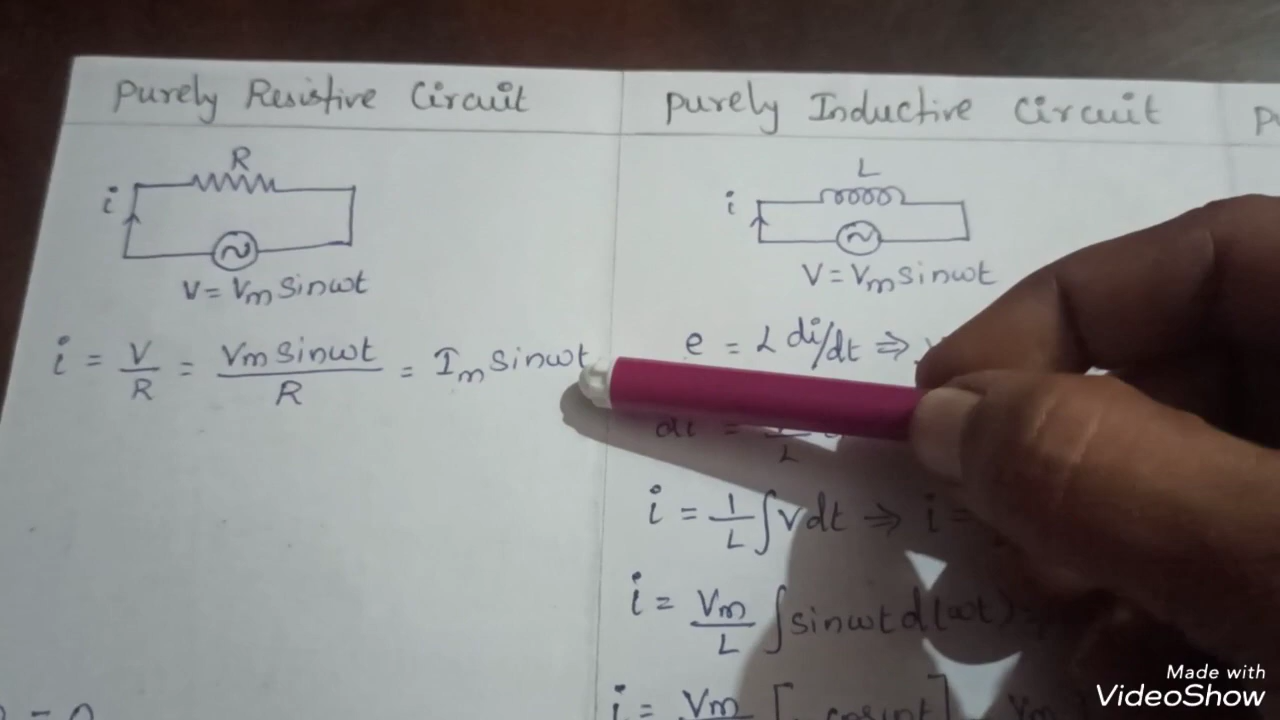 Purely Resistive Circuit
R
i
V = Vm sinωt
i = V/R = Vm sinωt/R = Im sinωt
Purely Inductive Circuit
L
i
V = Vm sinωt
e = L di/dt ⇒
di =
L
i = 1/L ∫ V dt ⇒ i =
i = Vm/L ∫ sinωt d(ωt)
i = Vm [
Made with
VideoShow